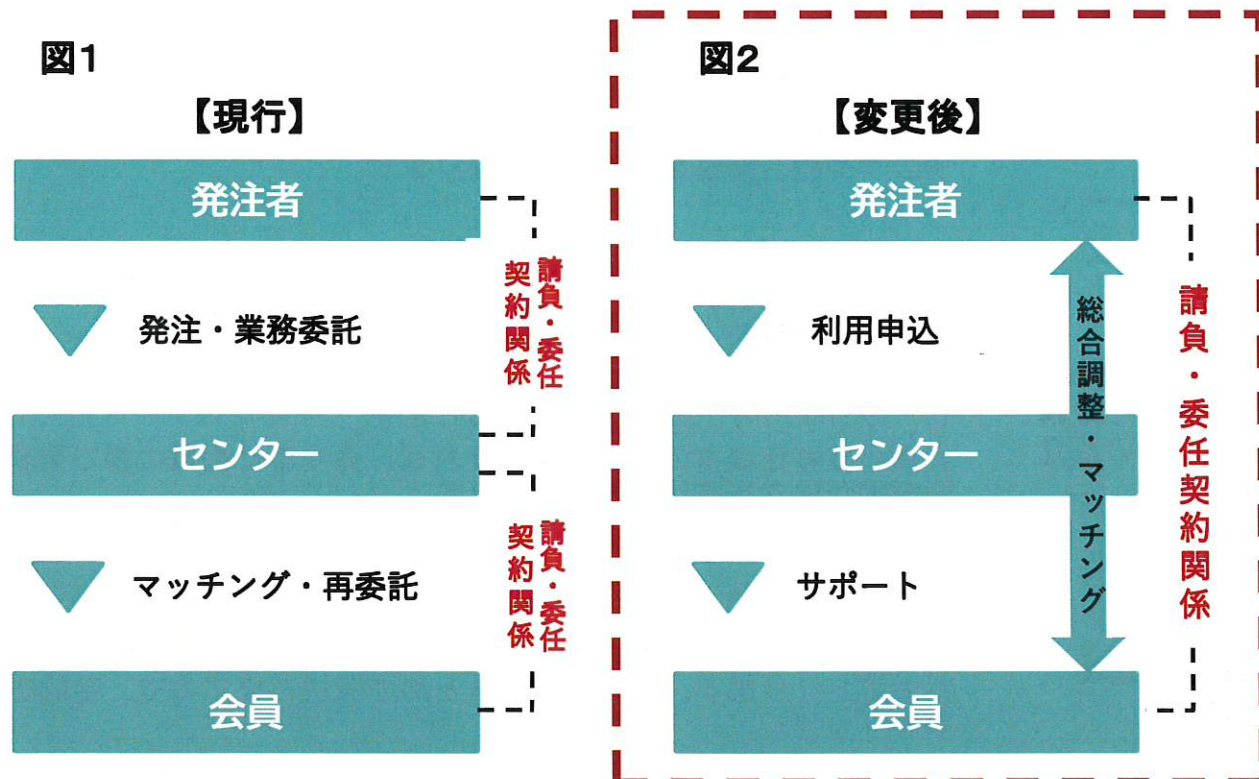 図1
【現行】
発注者
請負・委任
契約関係
発注・業務委託
センター
請負・委任
契約関係
マッチング・再委託
会員
図2
【変更後】
発注者
利用申込
総合調整・マッチング
請負・委任契約関係
センター
サポート
会員